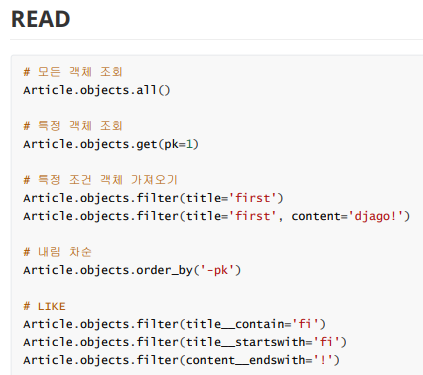 READ
# 모든 객체 조회
Article.objects.all()
# 특정 객체 조회
Article.objects.get(pk=1)
# 특정 조건 객체 가져오기
Article.objects.filter(title='first')
Article.objects.filter(title='first', content='djago!')
# 내림 차순
Article.objects.order_by('-pk')
# LIKE
Article.objects.filter(title__contain='fi')
Article.objects.filter(title__startswith='fi')
Article.objects.filter(content__endswith='!')